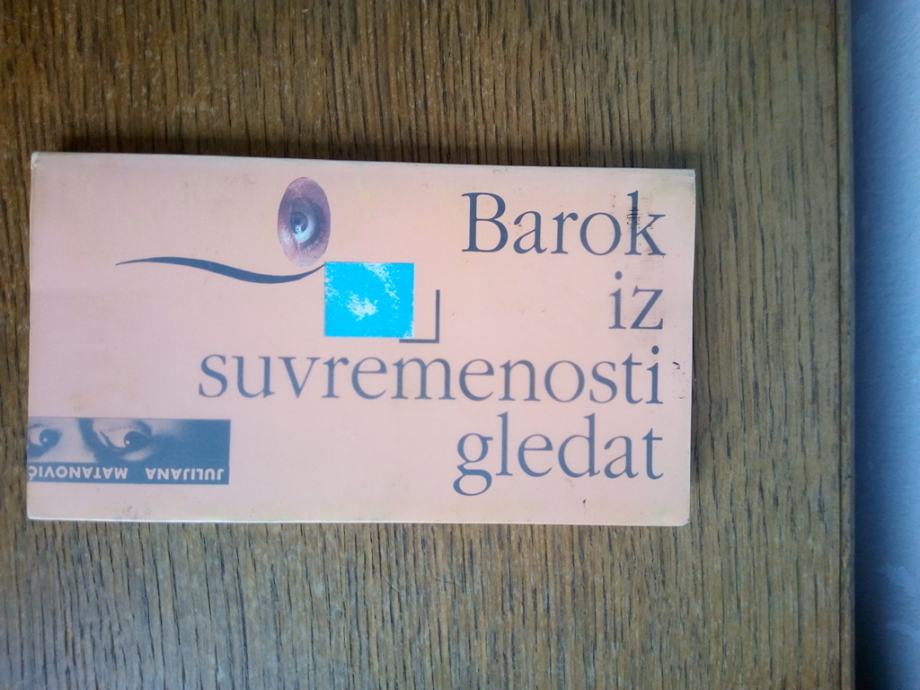 Barok
iz
suvremenosti
gledat
JULIJANA MATANOVIĆ